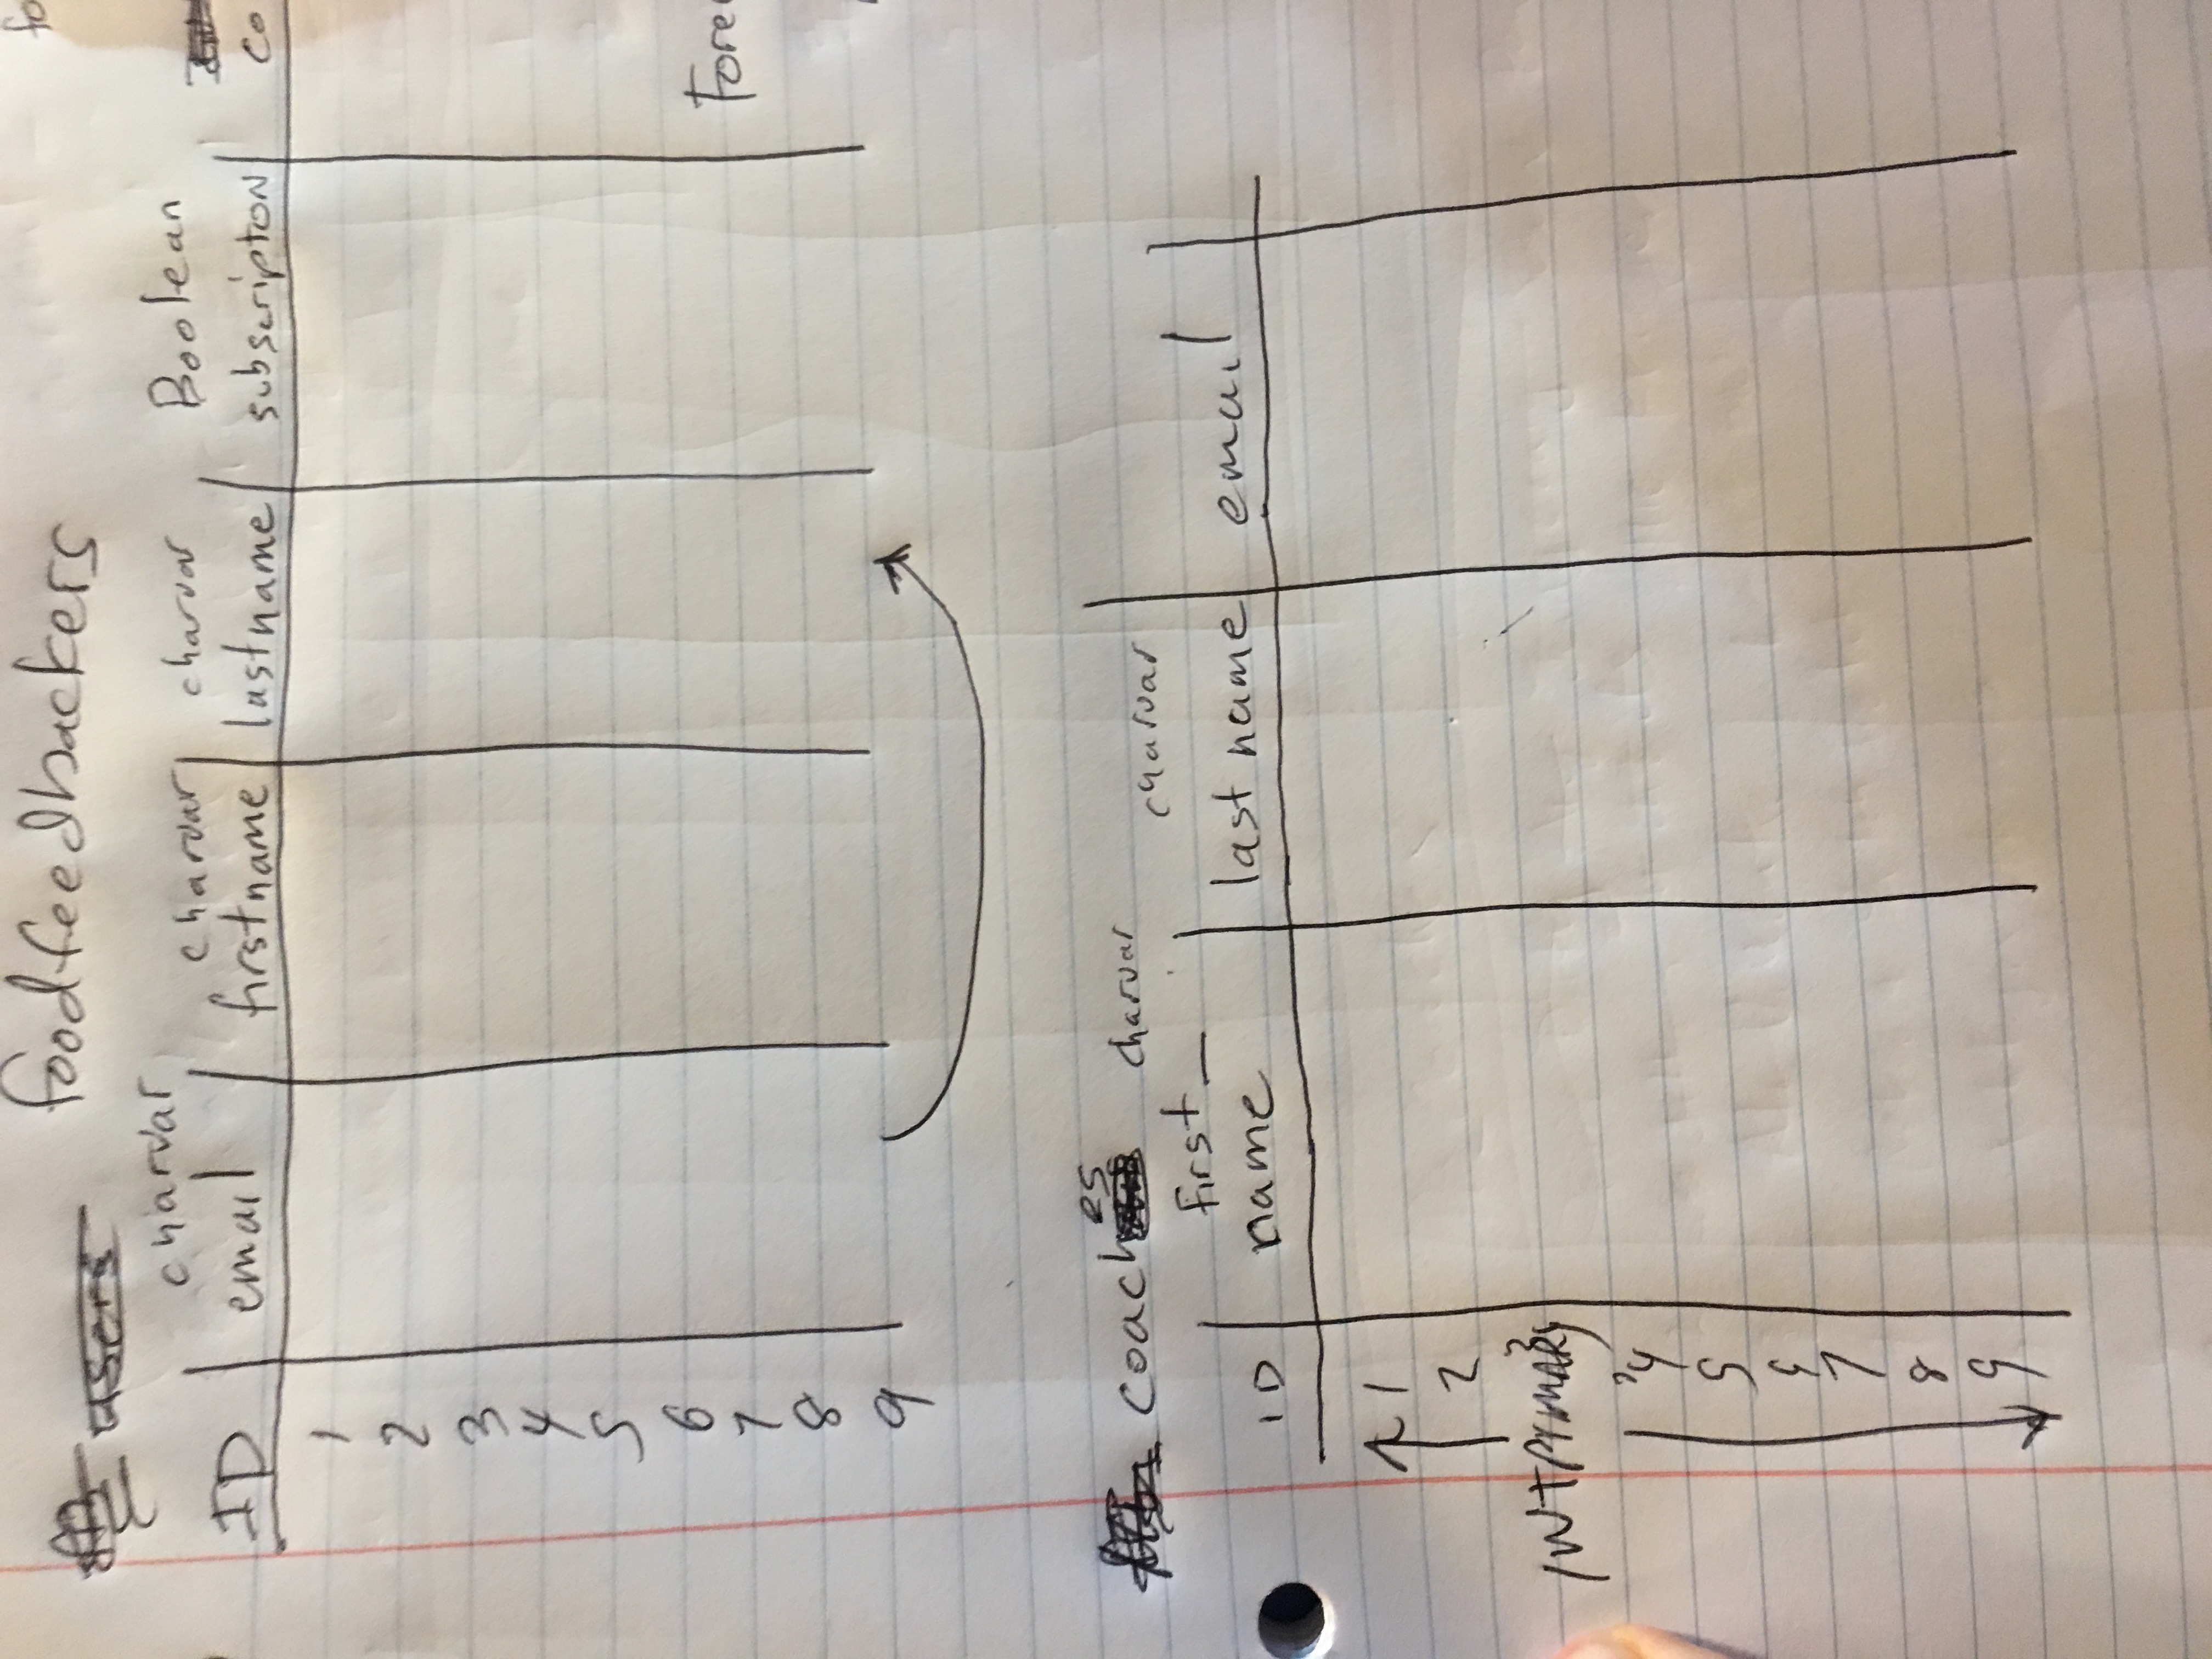 foodfeedbackers
users
charvar charvar charvar Boolean
ID email firstname lastname subscripton co
1
2
3
4
5
6
7
8
9
Fore
coaches charvar charvar
first_
ID name last name email
1
2
3
INT Primary
4
5
6
7
8
9